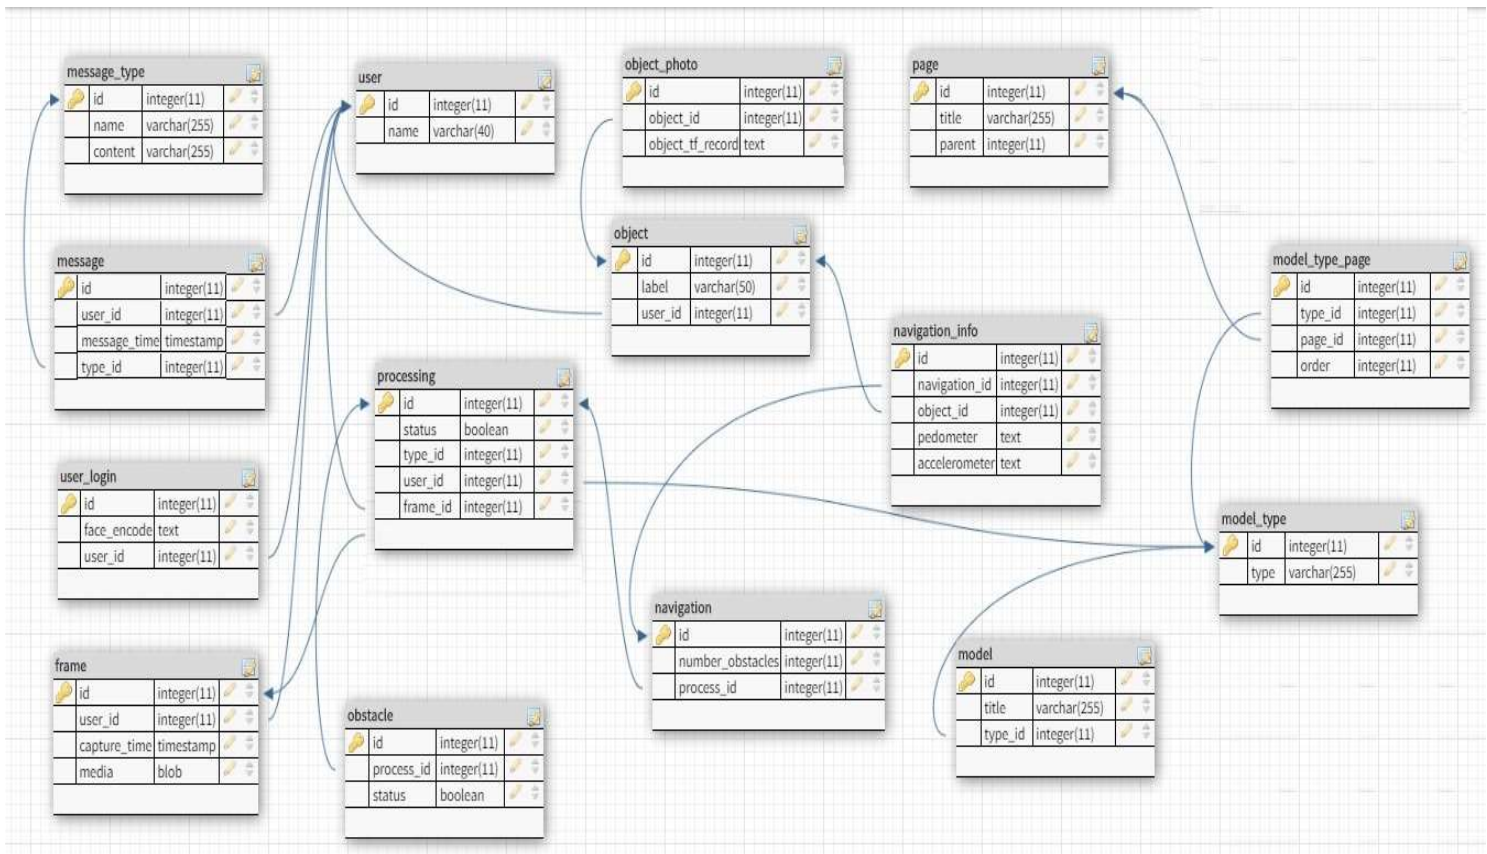 message_type
id integer(11)
name varchar(255)
content varchar(255)
user
id integer(11)
name varchar(40)
object_photo
id integer(11)
object_id integer(11)
object_tf_record text
page
id integer(11)
title varchar(255)
parent integer(11)
message
id integer(11)
user_id integer(11)
message_time timestamp
type_id integer(11)
object
id integer(11)
label varchar(50)
user_id integer(11)
model_type_page
id integer(11)
type_id integer(11)
page_id integer(11)
order integer(11)
navigation_info
id integer(11)
navigation_id integer(11)
object_id integer(11)
pedometer text
accelerometer text
processing
id integer(11)
status boolean
type_id integer(11)
user_id integer(11)
frame_id integer(11)
user_login
id integer(11)
face_encode text
user_id integer(11)
model_type
id integer(11)
type varchar(255)
navigation
id integer(11)
number_obstacles integer(11)
process_id integer(11)
frame
id integer(11)
user_id integer(11)
capture_time timestamp
media blob
obstacle
id integer(11)
process_id integer(11)
status boolean
model
id integer(11)
title varchar(255)
type_id integer(11)